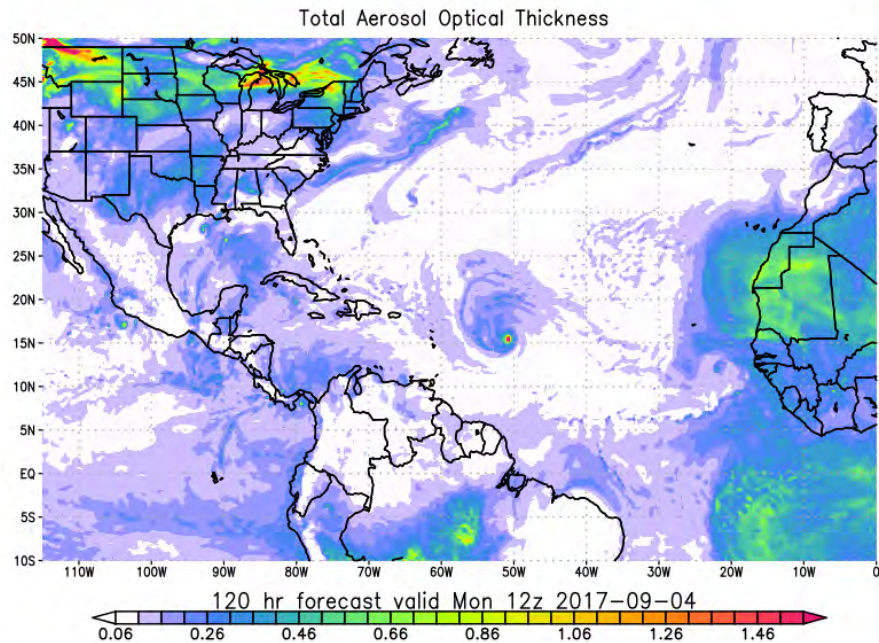 Total Aerosol Optical Thickness
50N
45N
40N
35N
30N
25N
20N
15N
10N
5N
EQ
5S
10S
110W 100W 90W 80W 70W 60W 50W 40W 30W 20W 10W 0
120 hr forecast valid Mon 12z 2017-09-04
0.06 0.26 0.46 0.66 0.86 1.06 1.26 1.46